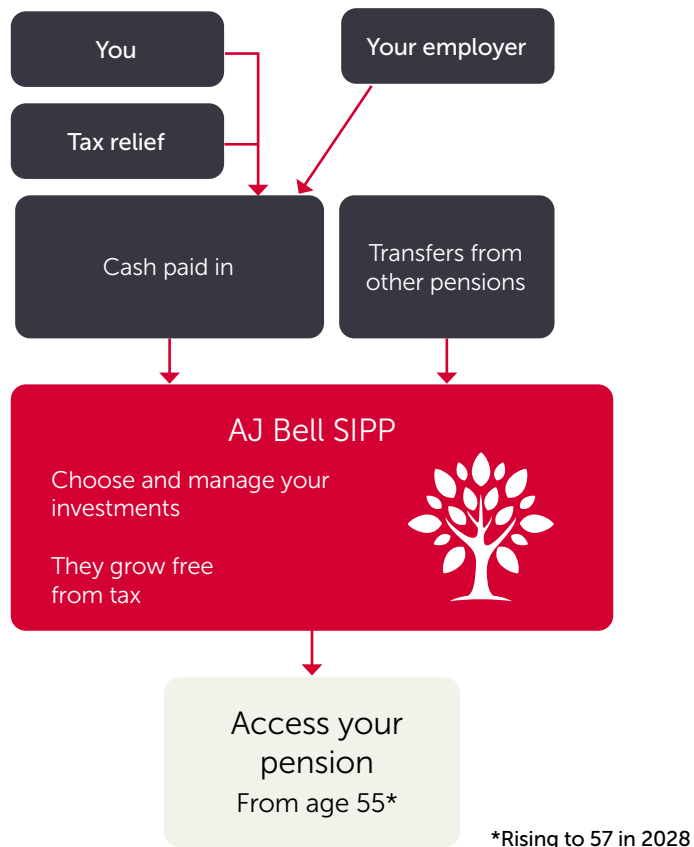 You
Your employer
Tax relief
Cash paid in
Transfers from
other pensions
AJ Bell SIPP
Choose and manage your
investments
They grow free
from tax
Access your
pension
From age 55*
*Rising to 57 in 2028